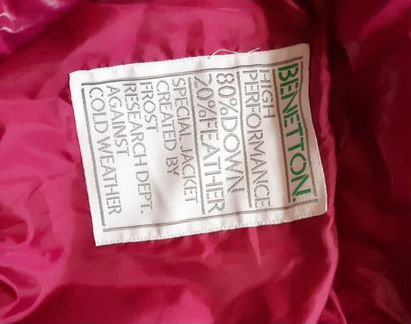 BENETTON.
HIGH
PERFORMANCE
80%DOWN
20%FEATHER
SPECIAL JACKET
CREATED BY
FROST
RESEARCH DEPT.
AGAINST
COLD WEATHER